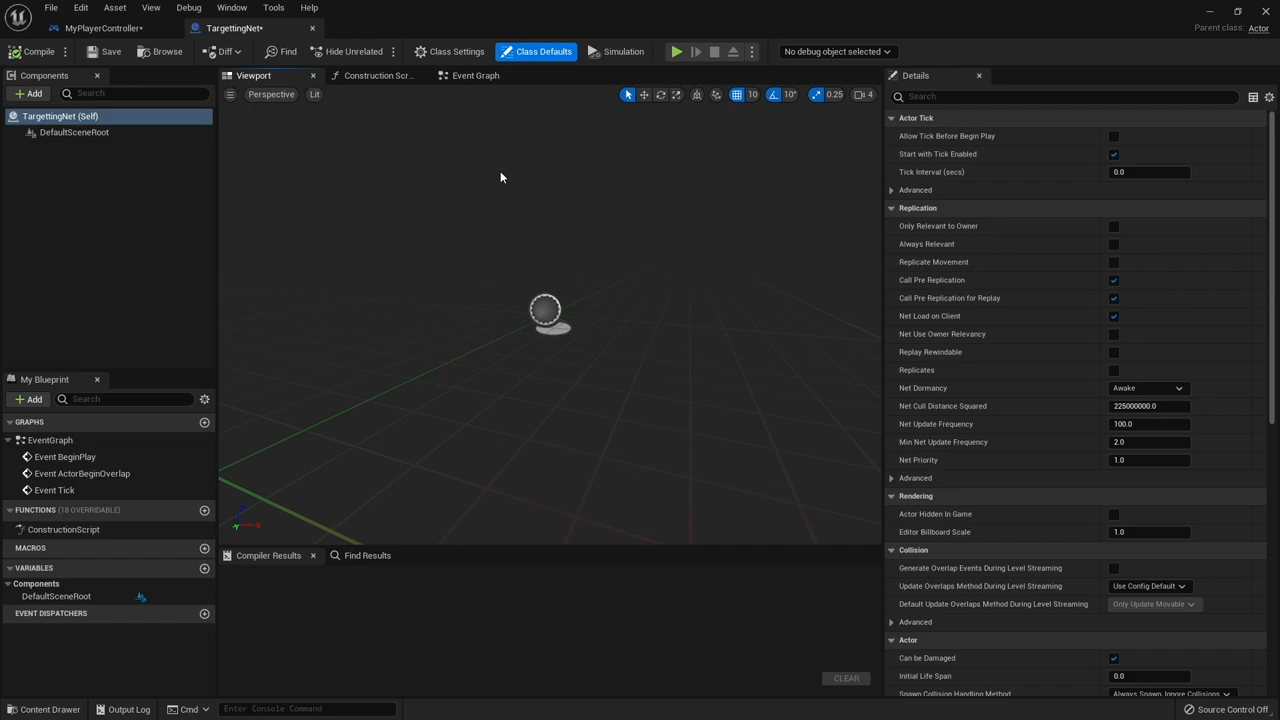 File Edit Asset View Debug Window Tools Help
MyPlayerController* TargettingNet* Parent class: Actor
Compile Save Browse Diff Find Hide Unrelated Class Settings Class Defaults Simulation No debug object selected
Components
Add Search
TargettingNet (Self)
DefaultSceneRoot
My Blueprint
Add Search
GRAPHS
EventGraph
Event BeginPlay
Event ActorBeginOverlap
Event Tick
FUNCTIONS (18 OVERRIDABLE)
ConstructionScript
MACROS
VARIABLES
Components
DefaultSceneRoot
EVENT DISPATCHERS
Viewport Construction Scr... Event Graph
Perspective Lit 10 10° 0.25 4
X
Compiler Results Find Results
CLEAR
Details
Search
Actor Tick
Allow Tick Before Begin Play
Start with Tick Enabled
Tick Interval (secs) 0.0
Advanced
Replication
Only Relevant to Owner
Always Relevant
Replicate Movement
Call Pre Replication
Call Pre Replication for Replay
Net Load on Client
Net Use Owner Relevancy
Replay Rewindable
Replicates
Net Dormancy Awake
Net Cull Distance Squared 225000000.0
Net Update Frequency 100.0
Min Net Update Frequency 2.0
Net Priority 1.0
Advanced
Rendering
Actor Hidden In Game
Editor Billboard Scale 1.0
Collision
Generate Overlap Events During Level Streaming
Update Overlaps Method During Level Streaming Use Config Default
Default Update Overlaps Method During Level Streaming Only Update Movable
Advanced
Actor
Can be Damaged
Initial Life Span 0.0
Spawn Collision Handling Method Always Spawn, Ignore Collisions
Content Drawer Output Log Cmd Enter Console Command Source Control Off